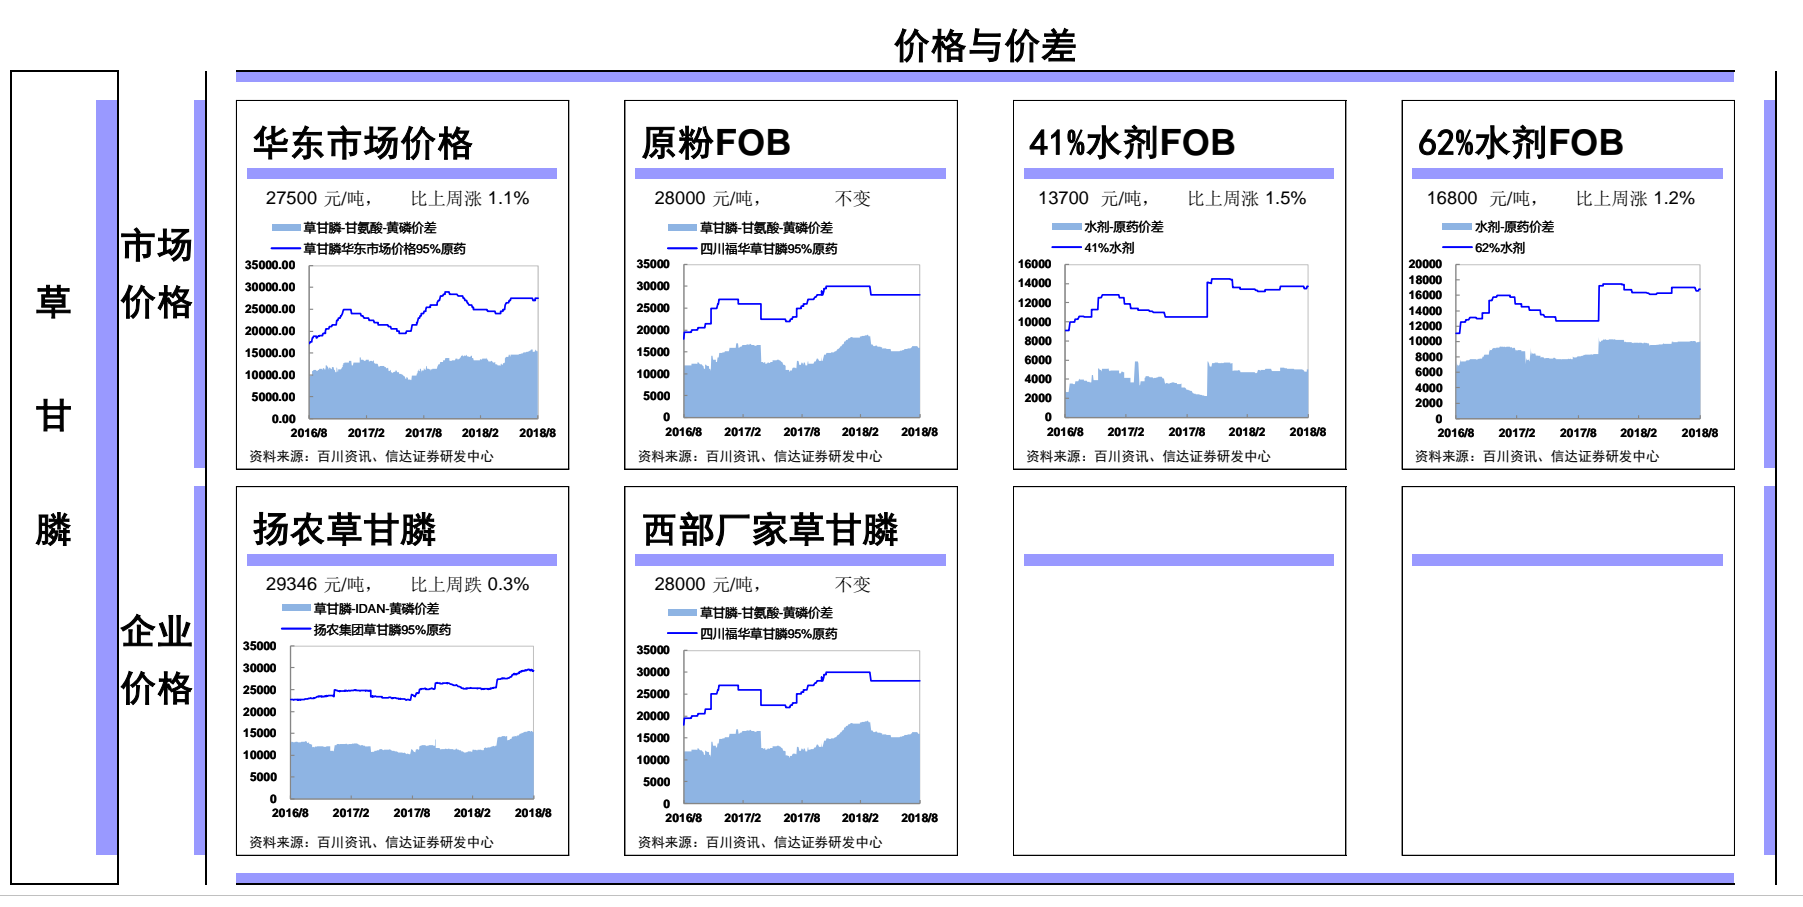 价格与价差
草
甘
膦
市场
价格
企业
价格
华东市场价格
27500 元/吨， 比上周涨 1.1%
草甘膦-甘氨酸-黄磷价差
草甘膦华东市场价格95%原药
35000.00
30000.00
25000.00
20000.00
15000.00
10000.00
5000.00
0.00
2016/8 2017/2 2017/8 2018/2 2018/8
资料来源：百川资讯、信达证券研发中心
原粉FOB
28000 元/吨， 不变
草甘膦-甘氨酸-黄磷价差
四川福华草甘膦95%原药
35000
30000
25000
20000
15000
10000
5000
0
2016/8 2017/2 2017/8 2018/2 2018/8
资料来源：百川资讯、信达证券研发中心
41%水剂FOB
13700 元/吨， 比上周涨 1.5%
水剂-原药价差
41%水剂
16000
14000
12000
10000
8000
6000
4000
2000
0
2016/8 2017/2 2017/8 2018/2 2018/8
资料来源：百川资讯、信达证券研发中心
62%水剂FOB
16800 元/吨， 比上周涨 1.2%
水剂-原药价差
62%水剂
20000
18000
16000
14000
12000
10000
8000
6000
4000
2000
0
2016/8 2017/2 2017/8 2018/2 2018/8
资料来源：百川资讯、信达证券研发中心
扬农草甘膦
29346 元/吨， 比上周跌 0.3%
草甘膦-IDAN-黄磷价差
扬农集团草甘膦95%原药
35000
30000
25000
20000
15000
10000
5000
0
2016/8 2017/2 2017/8 2018/2 2018/8
资料来源：百川资讯、信达证券研发中心
西部厂家草甘膦
28000 元/吨， 不变
草甘膦-甘氨酸-黄磷价差
四川福华草甘膦95%原药
35000
30000
25000
20000
15000
10000
5000
0
2016/8 2017/2 2017/8 2018/2 2018/8
资料来源：百川资讯、信达证券研发中心